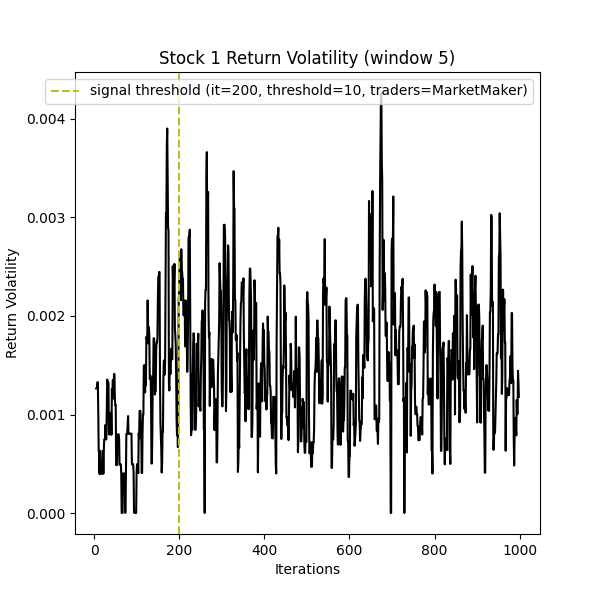 Stock 1 Return Volatility (window 5)
signal threshold (it=200, threshold=10, traders=MarketMaker)
0.004
0.003
0.002
0.001
0.000
Return Volatility
0
200
400
600
800
1000
Iterations